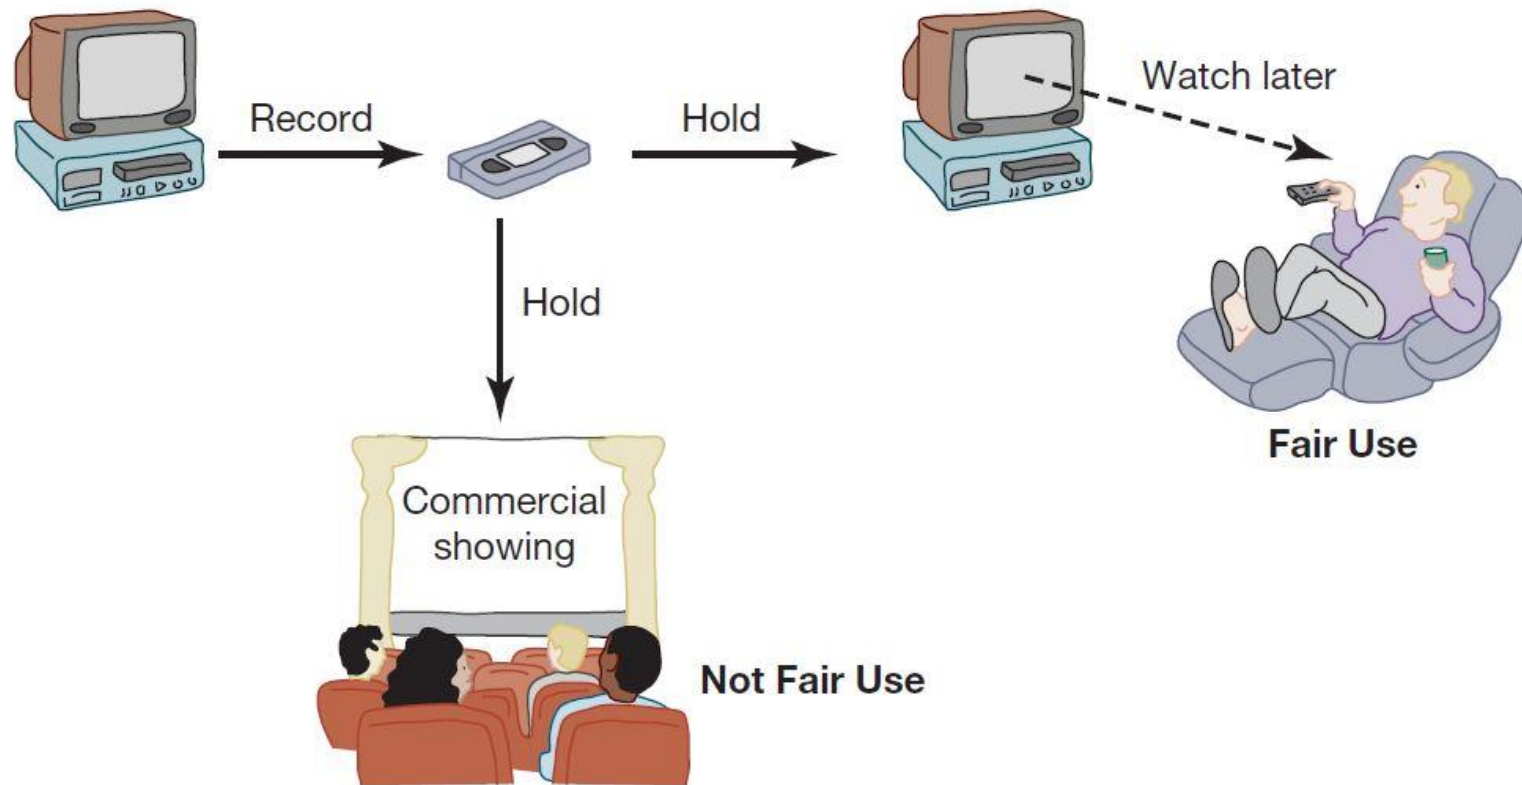 Record
Hold
Watch later
Hold
Fair Use
Commercial
showing
Not Fair Use